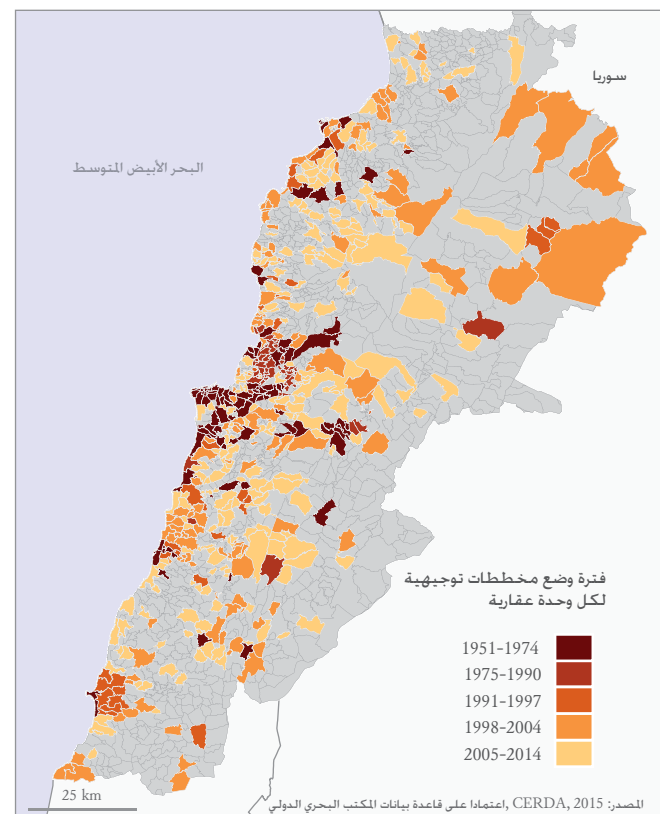 سوريا
البحر الأبيض المتوسط
فترة وضع مخططات توجيهية
لكل وحدة عقارية
1951-1974
1975-1990
1991-1997
1998-2004
2005-2014
25 km
المصدر: CERDA, 2015 ,اعتمادا على قاعدة بيانات المكتب البحري الدولي